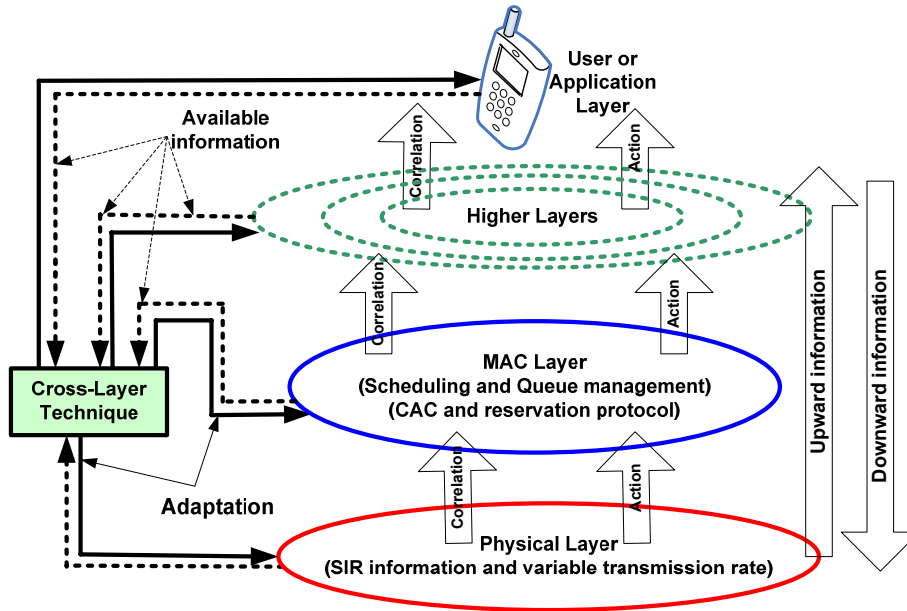 User or
Application
Layer
Available
information
Correlation
Action
Higher Layers
Correlation
Action
Upward information
Downward information
MAC Layer
(Scheduling and Queue management)
(CAC and reservation protocol)
Cross-Layer
Technique
Adaptation
Correlation
Action
Physical Layer
(SIR information and variable transmission rate)